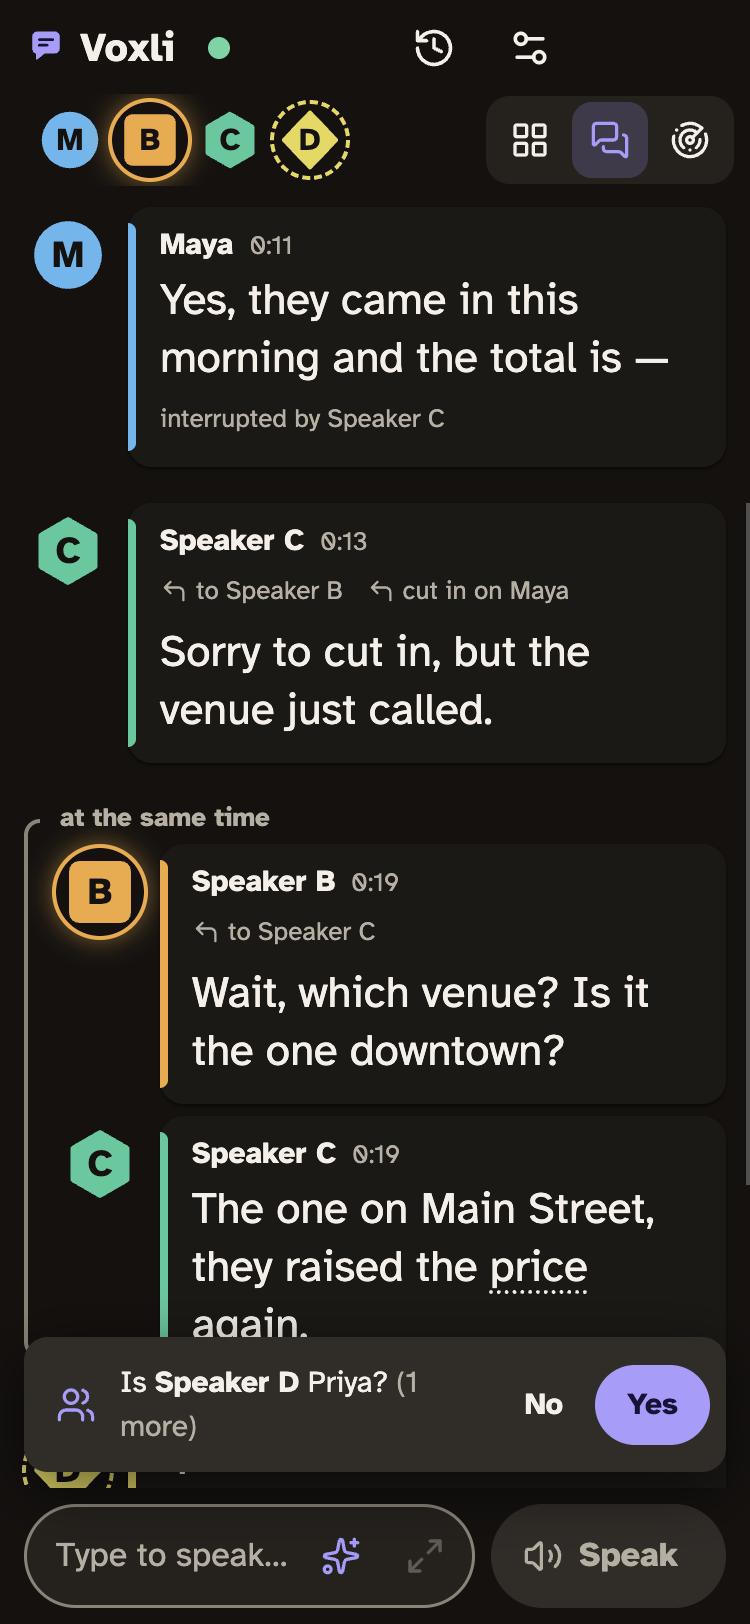 Voxli
M B C D
M
Maya 0:11
Yes, they came in this
morning and the total is —
interrupted by Speaker C
C
Speaker C 0:13
to Speaker B cut in on Maya
Sorry to cut in, but the
venue just called.
at the same time
B
Speaker B 0:19
to Speaker C
Wait, which venue? Is it
the one downtown?
C
Speaker C 0:19
The one on Main Street,
they raised the price
again.
Is Speaker D Priya? (1
more)
No Yes
D
Type to speak...
Speak